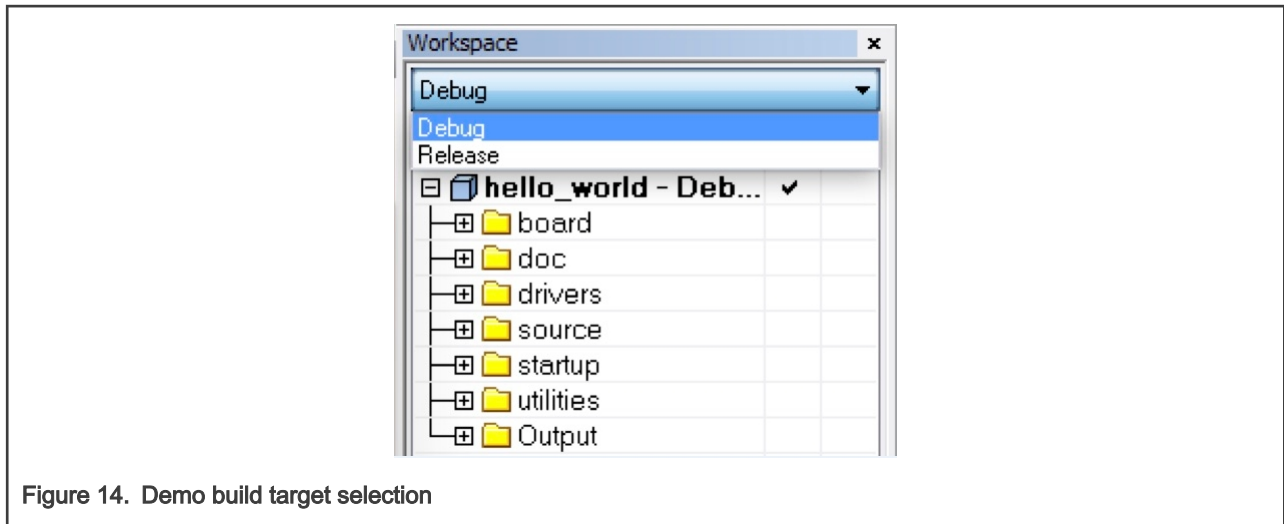 Workspace
Debug
Debug
Release
hello_world - Deb...
board
doc
drivers
source
startup
utilities
Output
Figure 14. Demo build target selection